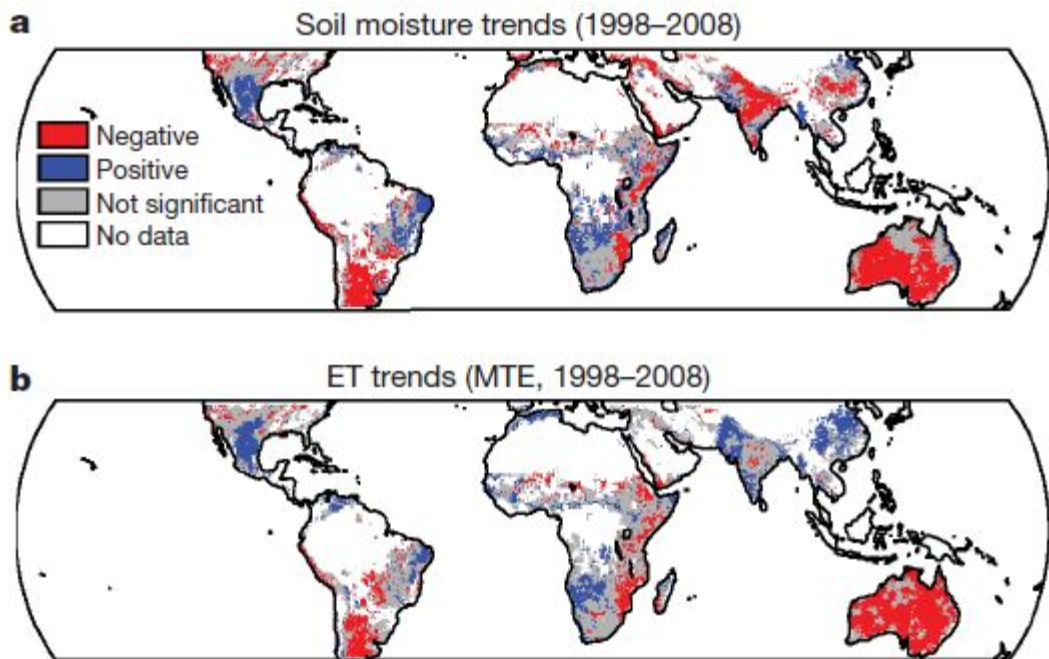 a
Soil moisture trends (1998–2008)
Negative
Positive
Not significant
No data
b
ET trends (MTE, 1998–2008)